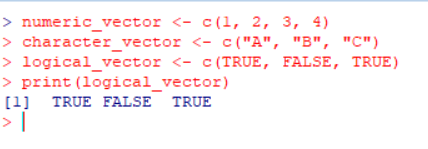 > numeric_vector <- c(1, 2, 3, 4)
> character_vector <- c("A", "B", "C")
> logical_vector <- c(TRUE, FALSE, TRUE)
> print(logical_vector)
[1]  TRUE FALSE  TRUE
>